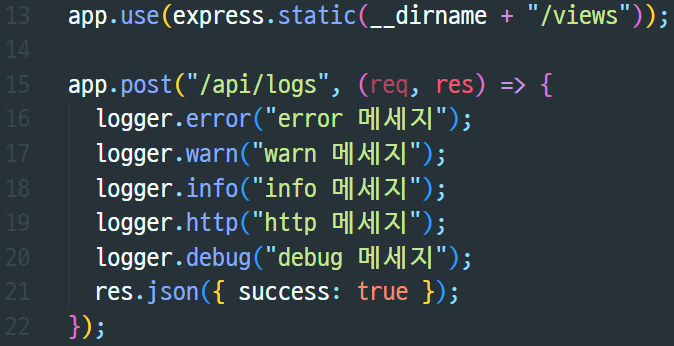 13 app.use(express.static(__dirname + "/views"));
14
15 app.post("/api/logs", (req, res) => {
16 logger.error("error 메세지");
17 logger.warn("warn 메세지");
18 logger.info("info 메세지");
19 logger.http("http 메세지");
20 logger.debug("debug 메세지");
21 res.json({ success: true });
22 });